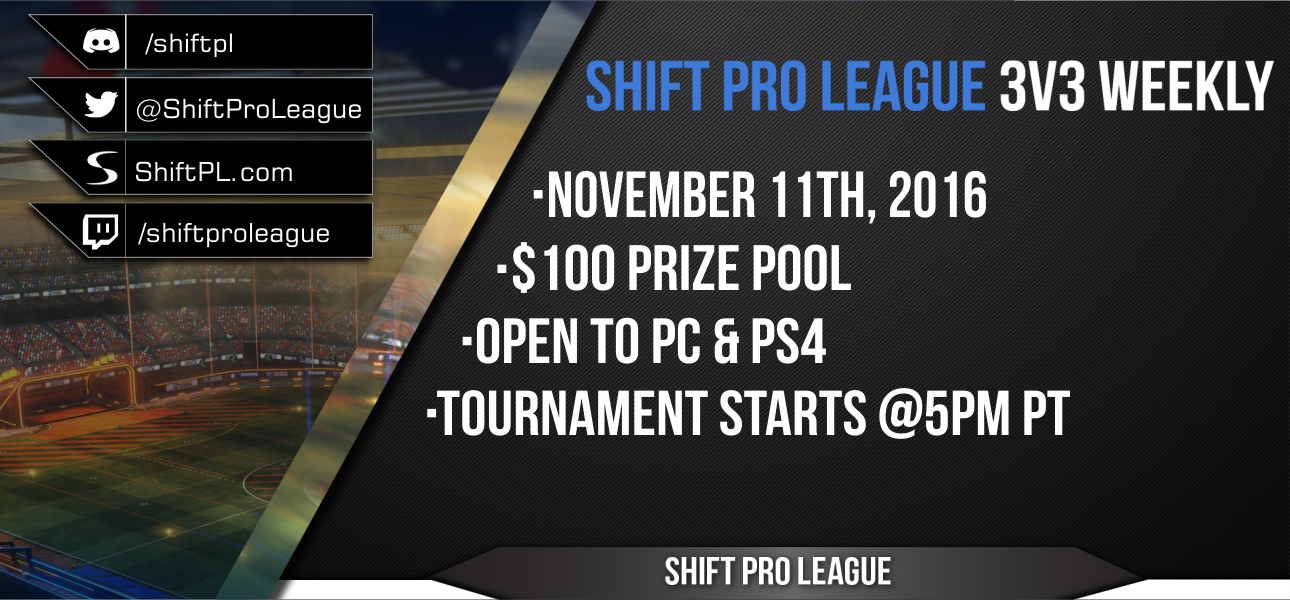 /shiftpl
@ShiftProLeague
ShiftPL.com
/shiftproleague
SHIFT PRO LEAGUE 3V3 WEEKLY
·NOVEMBER 11TH, 2016
·$100 PRIZE POOL
·OPEN TO PC & PS4
·TOURNAMENT STARTS @5PM PT
SHIFT PRO LEAGUE